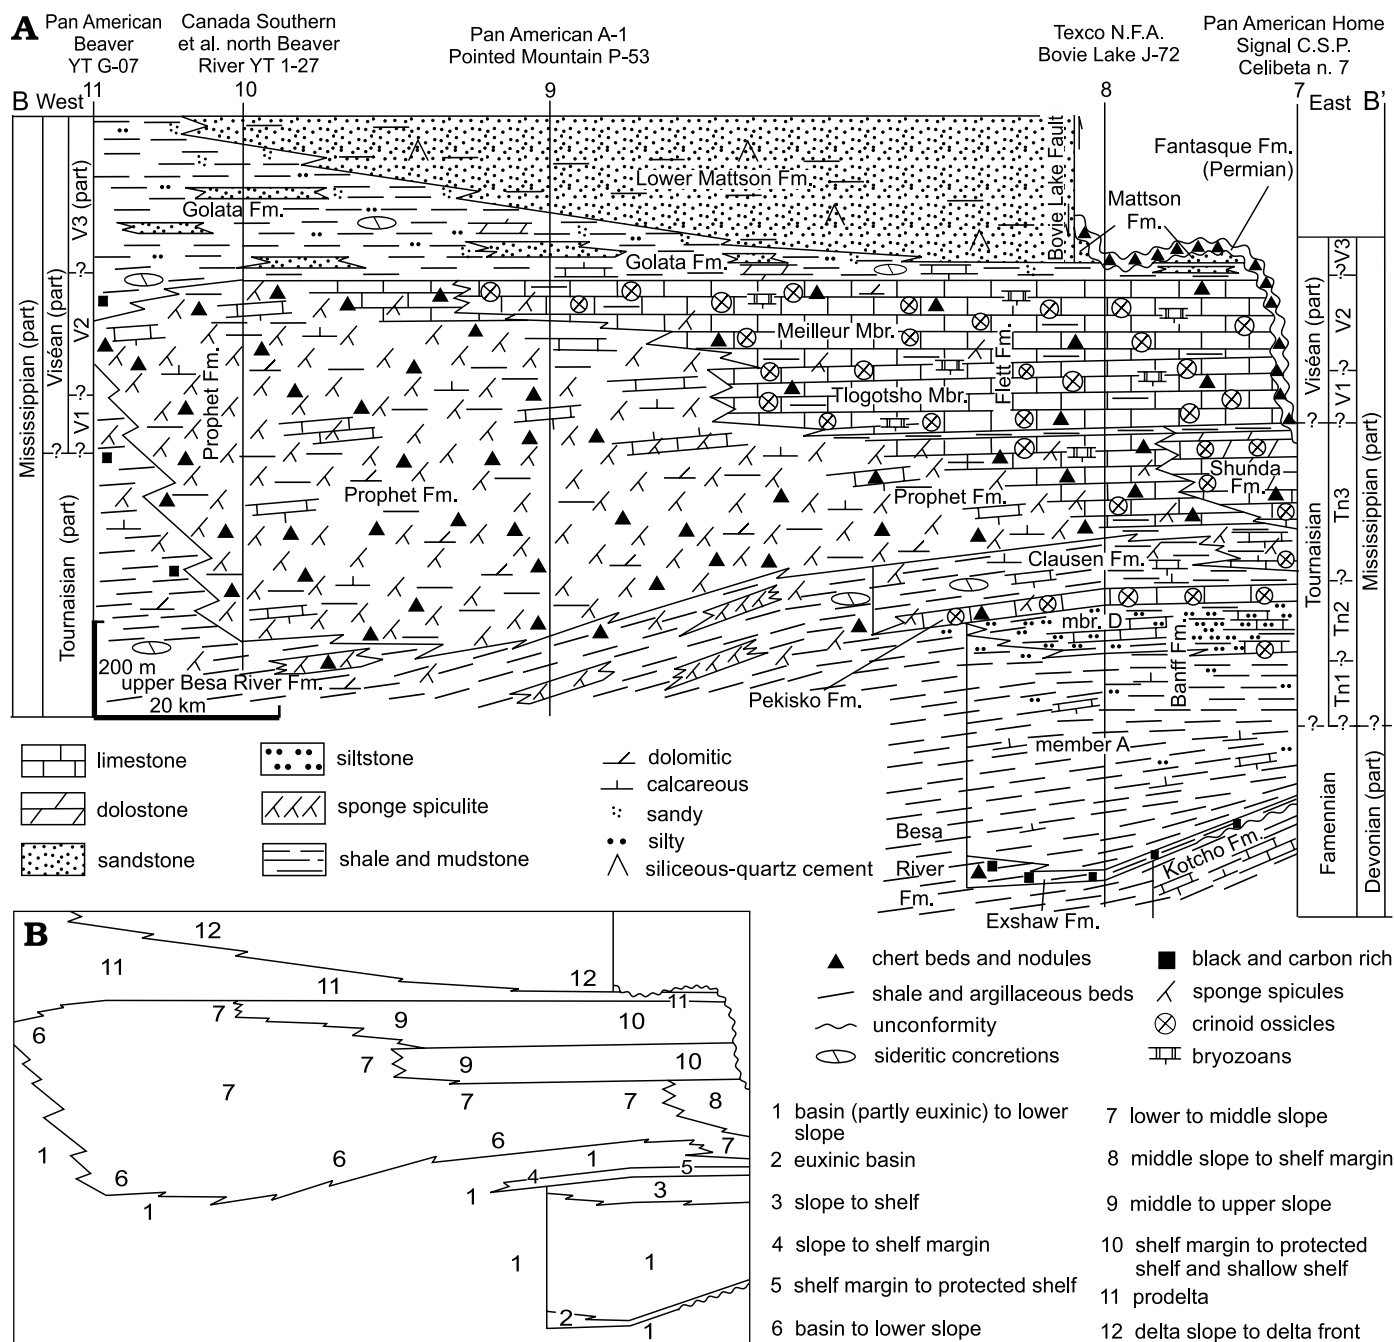 A
Pan American
Beaver
YT G-07
Canada Southern
et al. north Beaver
River YT 1-27
Pan American A-1
Pointed Mountain P-53
Texco N.F.A.
Bovie Lake J-72
Pan American Home
Signal C.S.P.
Celibeta n. 7
B West
11
10
9
8
7
East B'
Mississippian (part)
Viséan (part)
V3 (part)
V2
V1
Tournaisian (part)
-?-
-?-
-?-
-?-
Golata Fm.
Lower Mattson Fm.
Golata Fm.
Bovie Lake Fault
Fantasque Fm.
(Permian)
Mattson
Fm.
Prophet Fm.
Meilleur Mbr.
Flett Fm.
Tlogotsho Mbr.
Prophet Fm.
Prophet Fm.
Shunda
Fm.
Clausen Fm.
mbr. D
Banff Fm.
Pekisko Fm.
upper Besa River Fm.
200 m
20 km
member A
Besa
River
Fm.
Exshaw Fm.
Kotcho Fm.
V3
-?-
V2
-?-
V1
-?-
-?-
Tn3
-?-
Tn2
-?-
Tn1
-?-
-?-
Viséan (part)
Tournaisian
Mississippian (part)
Famennian
Devonian (part)
limestone
dolostone
sandstone
siltstone
sponge spiculite
shale and mudstone
dolomitic
calcareous
sandy
silty
siliceous-quartz cement
chert beds and nodules
shale and argillaceous beds
unconformity
sideritic concretions
black and carbon rich
sponge spicules
crinoid ossicles
bryozoans
B
12
11
11
12
11
6
7
9
10
7
9
10
7
7
7
8
7
6
1
5
4
3
1
6
6
1
1
1
1
2
1
1 basin (partly euxinic) to lower
slope
2 euxinic basin
3 slope to shelf
4 slope to shelf margin
5 shelf margin to protected shelf
6 basin to lower slope
7 lower to middle slope
8 middle slope to shelf margin
9 middle to upper slope
10 shelf margin to protected
shelf and shallow shelf
11 prodelta
12 delta slope to delta front